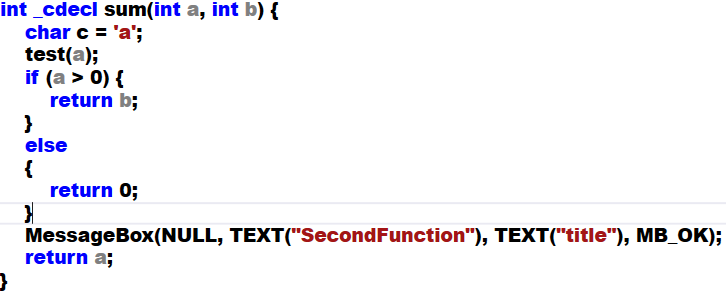 int _cdecl sum(int a, int b) {
char c = 'a';
test(a);
if (a > 0) {
return b;
}
else
{
return 0;
}
MessageBox(NULL, TEXT("SecondFunction"), TEXT("title"), MB_OK);
return a;
}